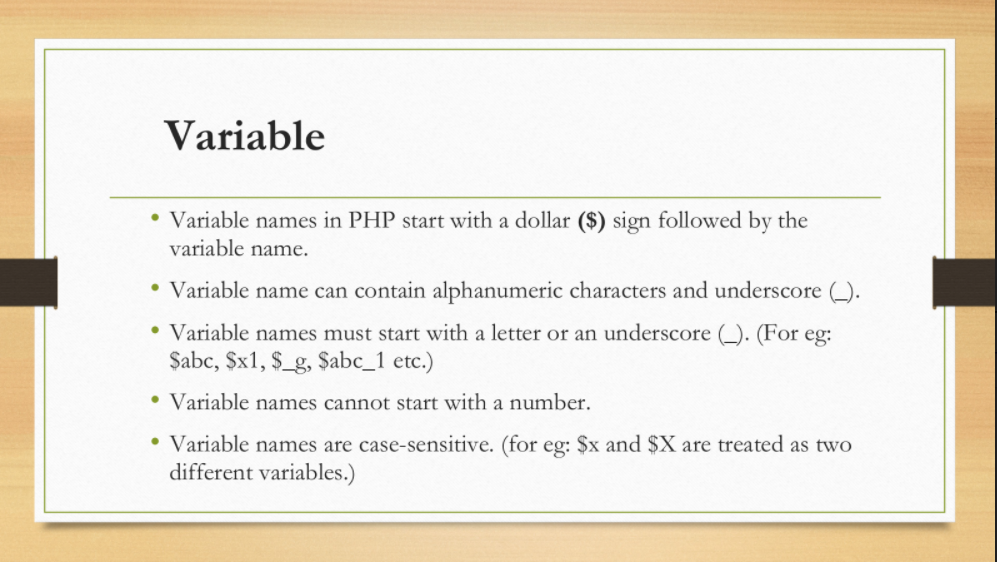 Variable
• Variable names in PHP start with a dollar ($) sign followed by the
variable name.
• Variable name can contain alphanumeric characters and underscore (_).
• Variable names must start with a letter or an underscore (_). (For eg:
$abc, $x1, $_g, $abc_1 etc.)
• Variable names cannot start with a number.
• Variable names are case-sensitive. (for eg: $x and $X are treated as two
different variables.)